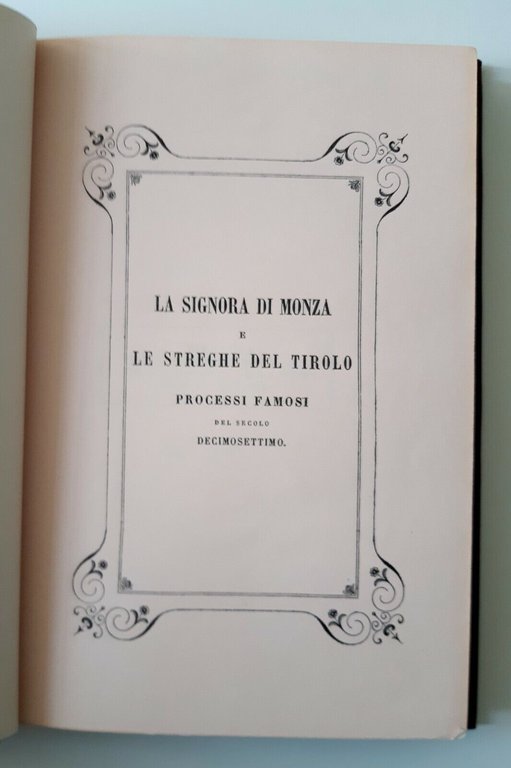 LA SIGNORA DI MONZA
E
LE STREGHE DEL TIROLO
PROCESSI FAMOSI
DEL SECOLO
DECIMOSETTIMO.